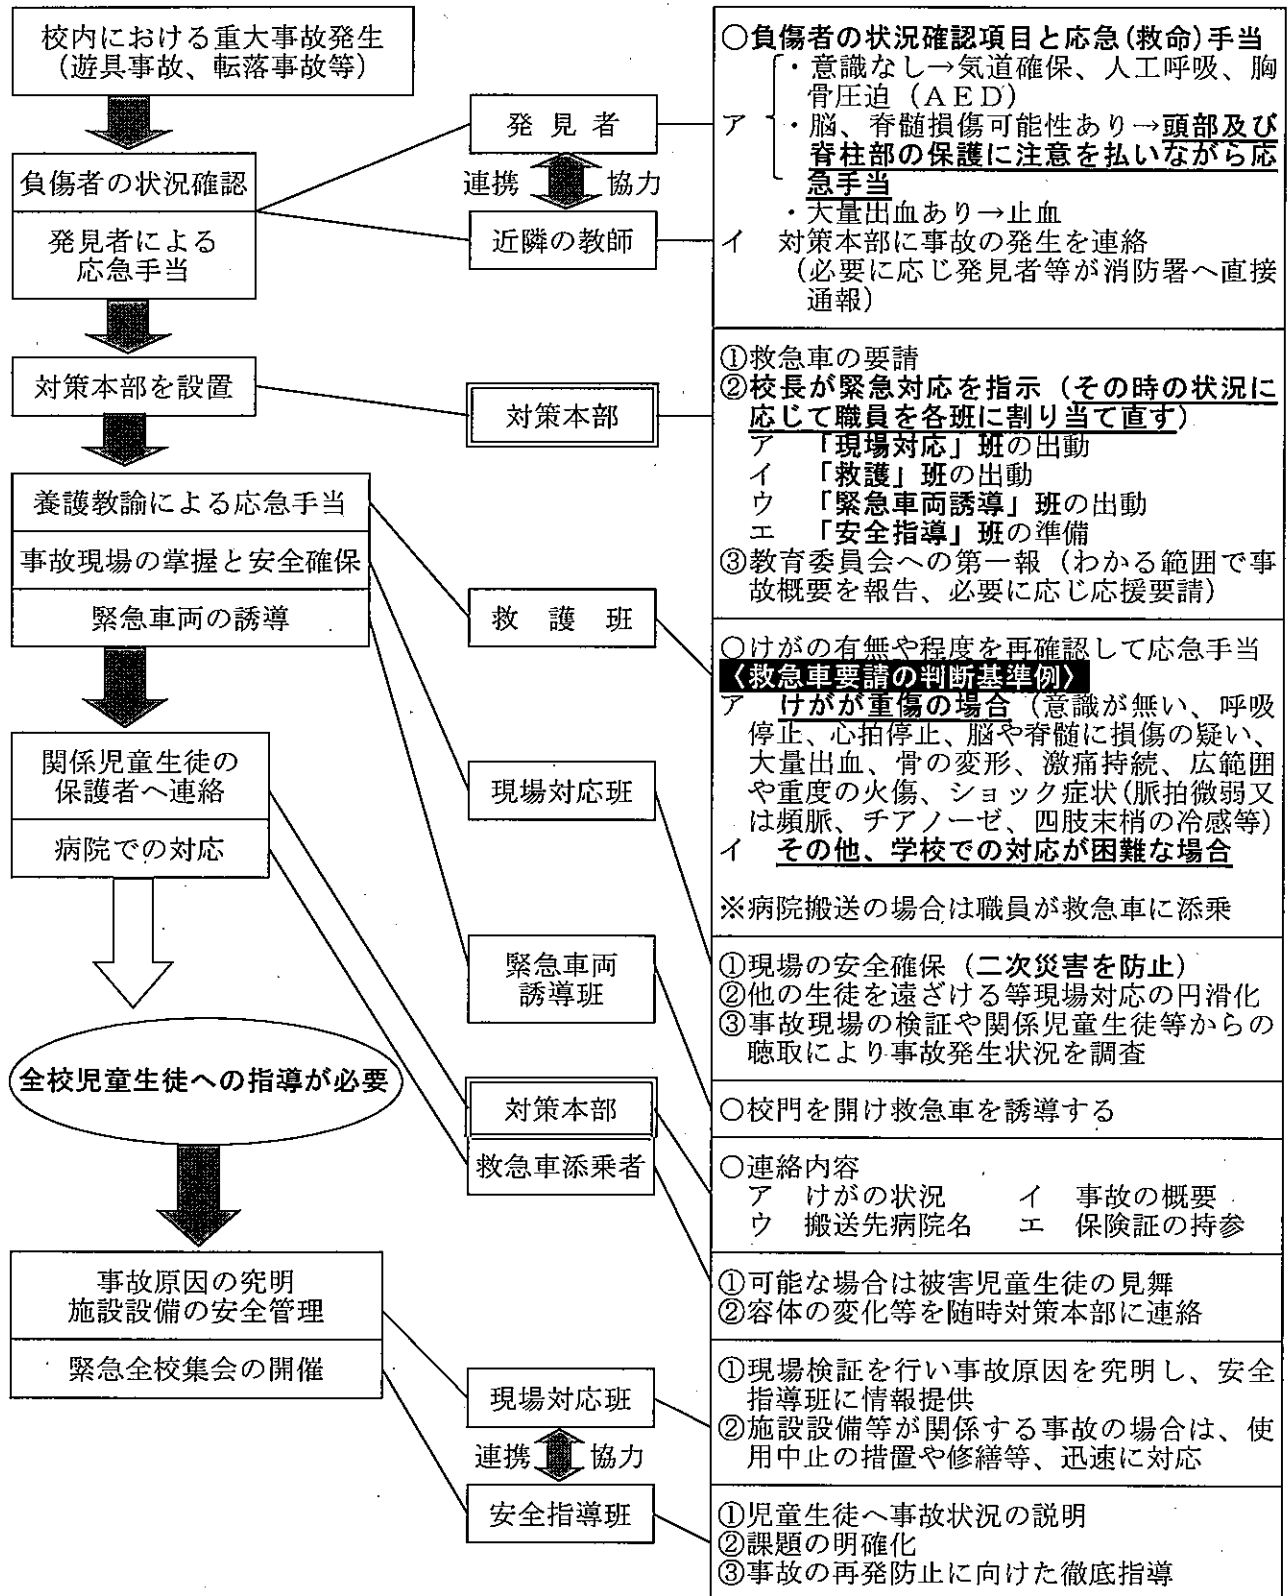 校内における重大事故発生
(遊具事故、転落事故等)
負傷者の状況確認
発見者による
応急手当
対策本部を設置
養護教諭による応急手当
事故現場の掌握と安全確保
緊急車両の誘導
関係児童生徒の
保護者へ連絡
病院での対応
全校児童生徒への指導が必要
事故原因の究明
施設設備の安全管理
緊急全校集会の開催
発見者
連携 協力
近隣の教師
対策本部
救護班
現場対応班
緊急車両
誘導班
対策本部
救急車添乗者
現場対応班
連携 協力
安全指導班
○負傷者の状況確認項目と応急(救命)手当
・意識なし→気道確保、人工呼吸、胸
骨圧迫(AED)
ア ・脳、脊髄損傷可能性あり→頭部及び
脊柱部の保護に注意を払いながら応
急手当
・大量出血あり→止血
イ 対策本部に事故の発生を連絡
(必要に応じ発見者等が消防署へ直接
通報)
①救急車の要請
②校長が緊急対応を指示(その時の状況に
応じて職員を各班に割り当て直す)
ア 「現場対応」班の出動
イ 「救護」班の出動
ウ 「緊急車両誘導」班の出動
エ 「安全指導」班の準備
③教育委員会への第一報(わかる範囲で事
故概要を報告、必要に応じ応援要請)
○けがの有無や程度を再確認して応急手当
〈救急車要請の判断基準例〉
ア けがが重傷の場合(意識が無い、呼吸
停止、心拍停止、脳や脊髄に損傷の疑い、
大量出血、骨の変形、激痛持続、広範囲
や重度の火傷、ショック症状(脈拍微弱又
は頻脈、チアノーゼ、四肢末梢の冷感等)
イ その他、学校での対応が困難な場合
※病院搬送の場合は職員が救急車に添乗
①現場の安全確保(二次災害を防止)
②他の生徒を遠ざける等現場対応の円滑化
③事故現場の検証や関係児童生徒等からの
聴取により事故発生状況を調査
○校門を開け救急車を誘導する
○連絡内容
ア けがの状況 イ 事故の概要
ウ 搬送先病院名 エ 保険証の持参
①可能な場合は被害児童生徒の見舞
②容体の変化等を随時対策本部に連絡
①現場検証を行い事故原因を究明し、安全
指導班に情報提供
②施設設備等が関係する事故の場合は、使
用中止の措置や修繕等、迅速に対応
①児童生徒へ事故状況の説明
②課題の明確化
③事故の再発防止に向けた徹底指導